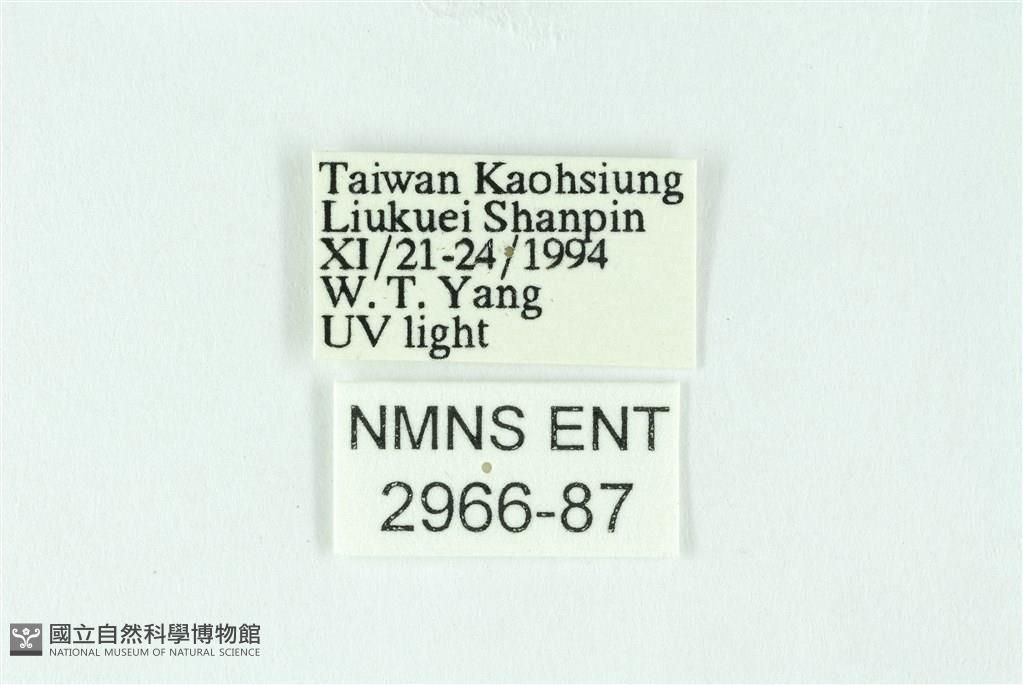 Taiwan Kaohsiung
Liukuei Shanpin
XI/21-24/1994
W. T. Yang
UV light
NMNS ENT
2966-87
國立自然科學博物館
NATIONAL MUSEUM OF NATURAL SCIENCE